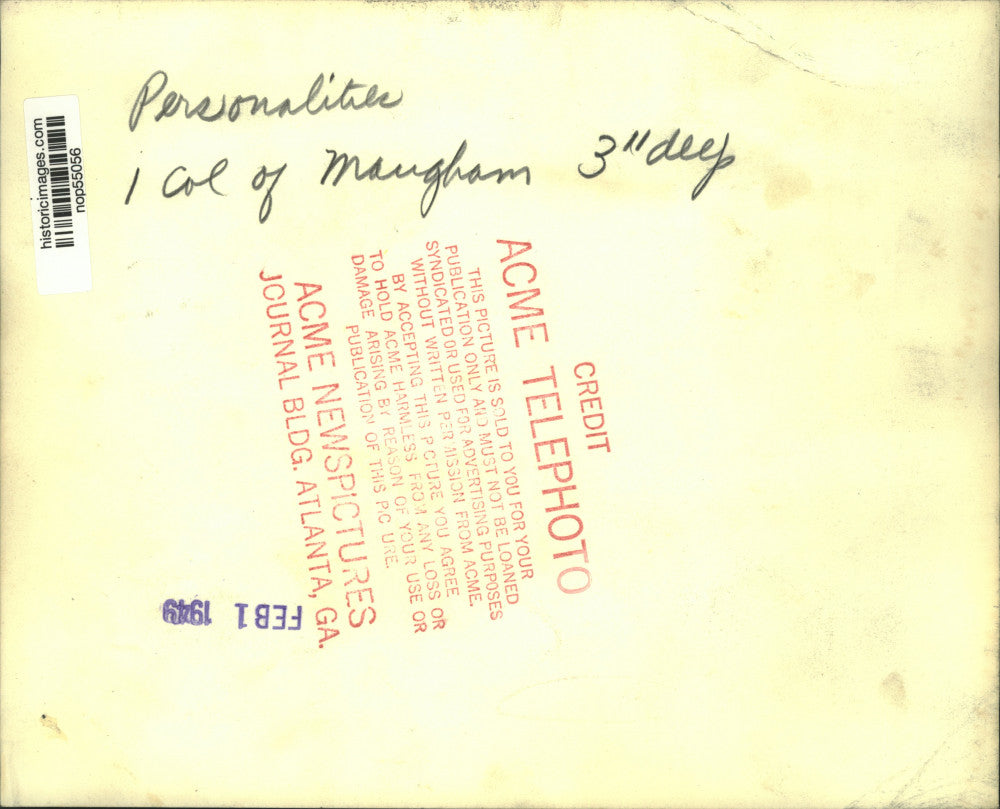 Personalities
1 Col of Maugham 3" deep
historicimages.com
nop55056
CREDIT
ACME TELEPHOTO
THIS PICTURE IS SOLD TO YOU FOR YOUR
PUBLICATION ONLY AND MUST NOT BE LOANED
SYNDICATED OR USED FOR ADVERTISING PURPOSES
WITHOUT WRITTEN PERMISSION FROM ACME.
BY ACCEPTING THIS PICTURE YOU AGREE
TO HOLD ACME HARMLESS FROM ANY LOSS OR
DAMAGE ARISING BY REASON OF YOUR USE OR
PUBLICATION OF THIS PICTURE.
ACME NEWSPICTURES
JOURNAL BLDG. ATLANTA, GA.
FEB 1 1949